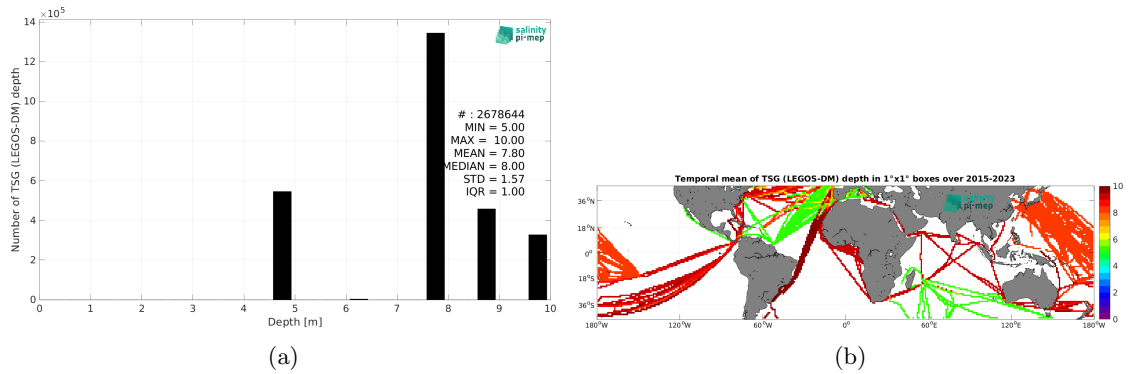 14 ×10⁵
12
10
8
6
4
2
0
Number of TSG (LEGOS-DM) depth
salinity
pi-mep
# : 2678644
MIN = 5.00
MAX = 10.00
MEAN = 7.80
MEDIAN = 8.00
STD = 1.57
IQR = 1.00
0 1 2 3 4 5 6 7 8 9 10
Depth [m]
(a)
Temporal mean of TSG (LEGOS-DM) depth in 1°x1° boxes over 2015-2023
salinity
pi-mep
36°N
18°N
0°
18°S
36°S
180°W 120°W 60°W 0° 60°E 120°E 180°W
10
8
6
4
2
0
(b)